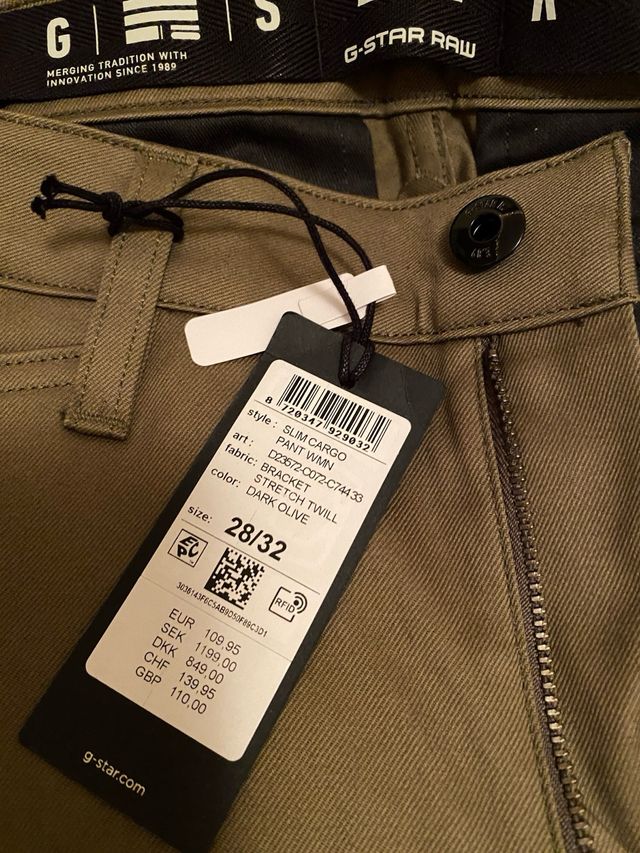 G S
MERGING TRADITION WITH
INNOVATION SINCE 1989
G-STAR RAW
8 720347 929032
style: SLIM CARGO
PANT WMN
art: D23572-C072-C74433
fabric: BRACKET
STRETCH TWILL
color: DARK OLIVE
size: 28/32
EPC
RFID
EUR 109,95
SEK 1199,00
DKK 849,00
CHF 139,95
GBP 110,00
g-star.com